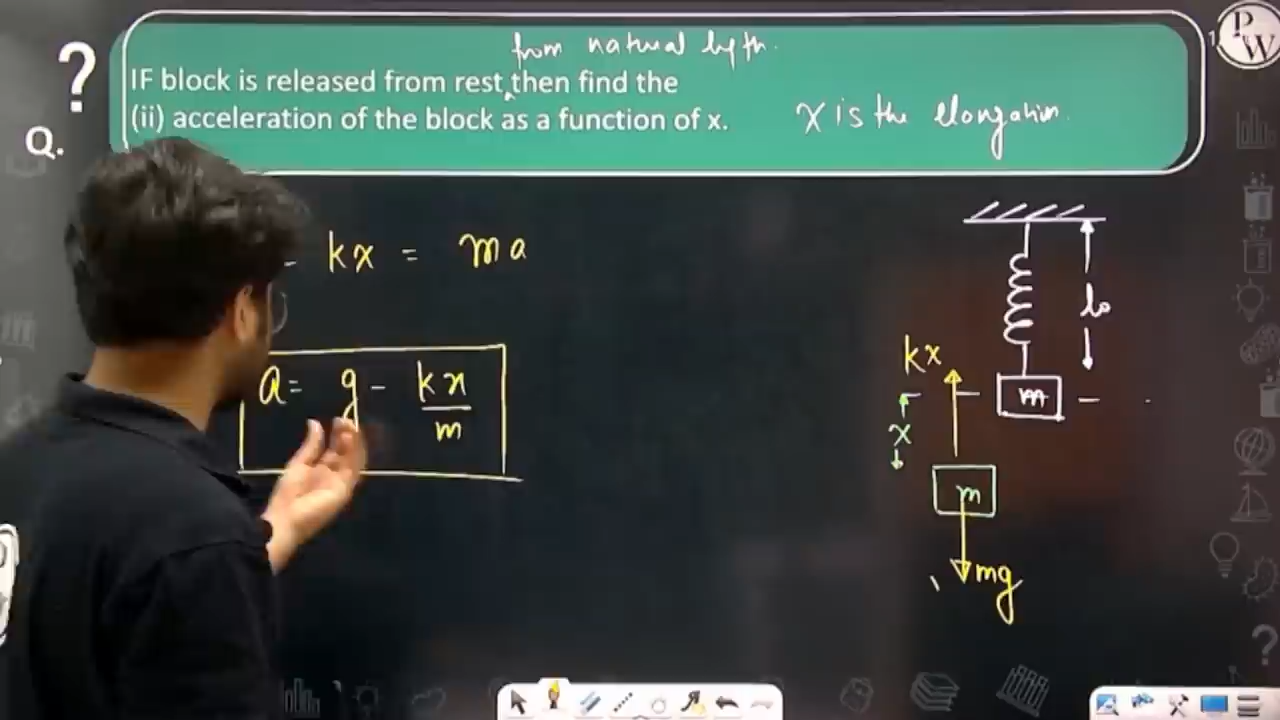 from natural
IF block is released from rest, then find the
(ii) acceleration of the block as a function of x.
x is the elongation.
?
Q.
PW
- kx = ma
a = g - kx/m
l₀
kx
m
x
m
mg
?